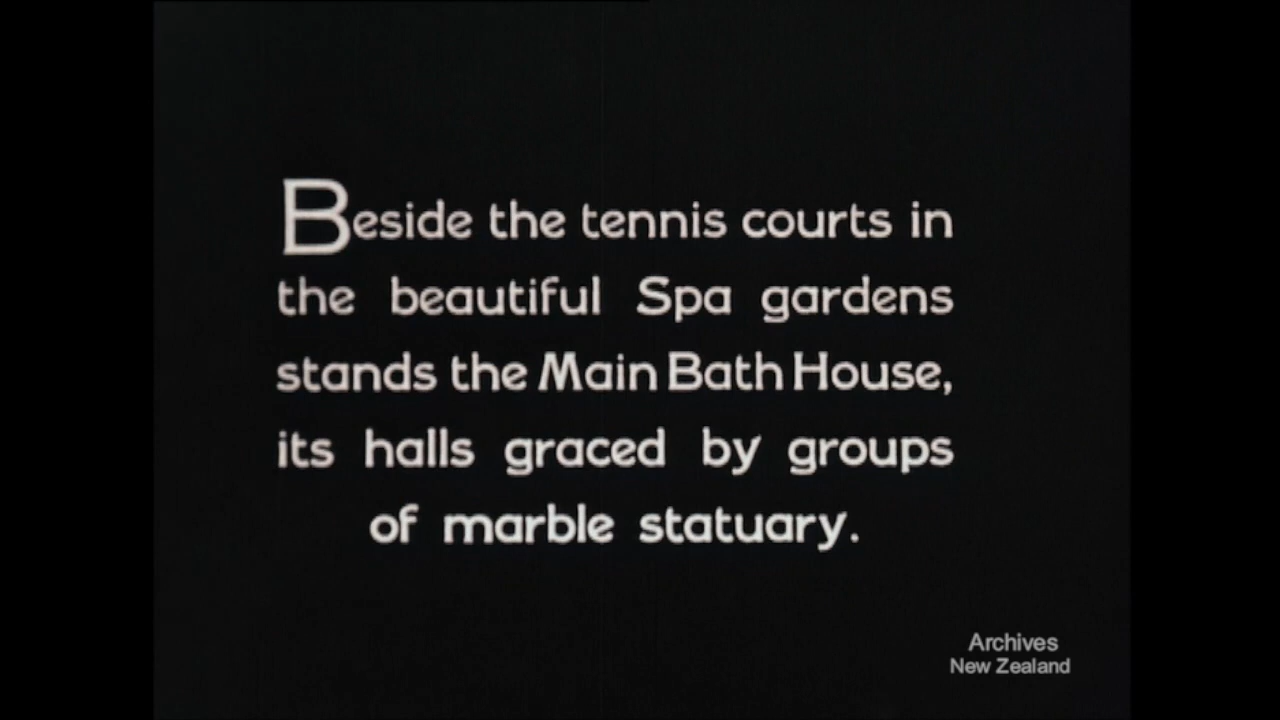 Beside the tennis courts in
the beautiful Spa gardens
stands the Main Bath House,
its halls graced by groups
of marble statuary.
Archives
New Zealand